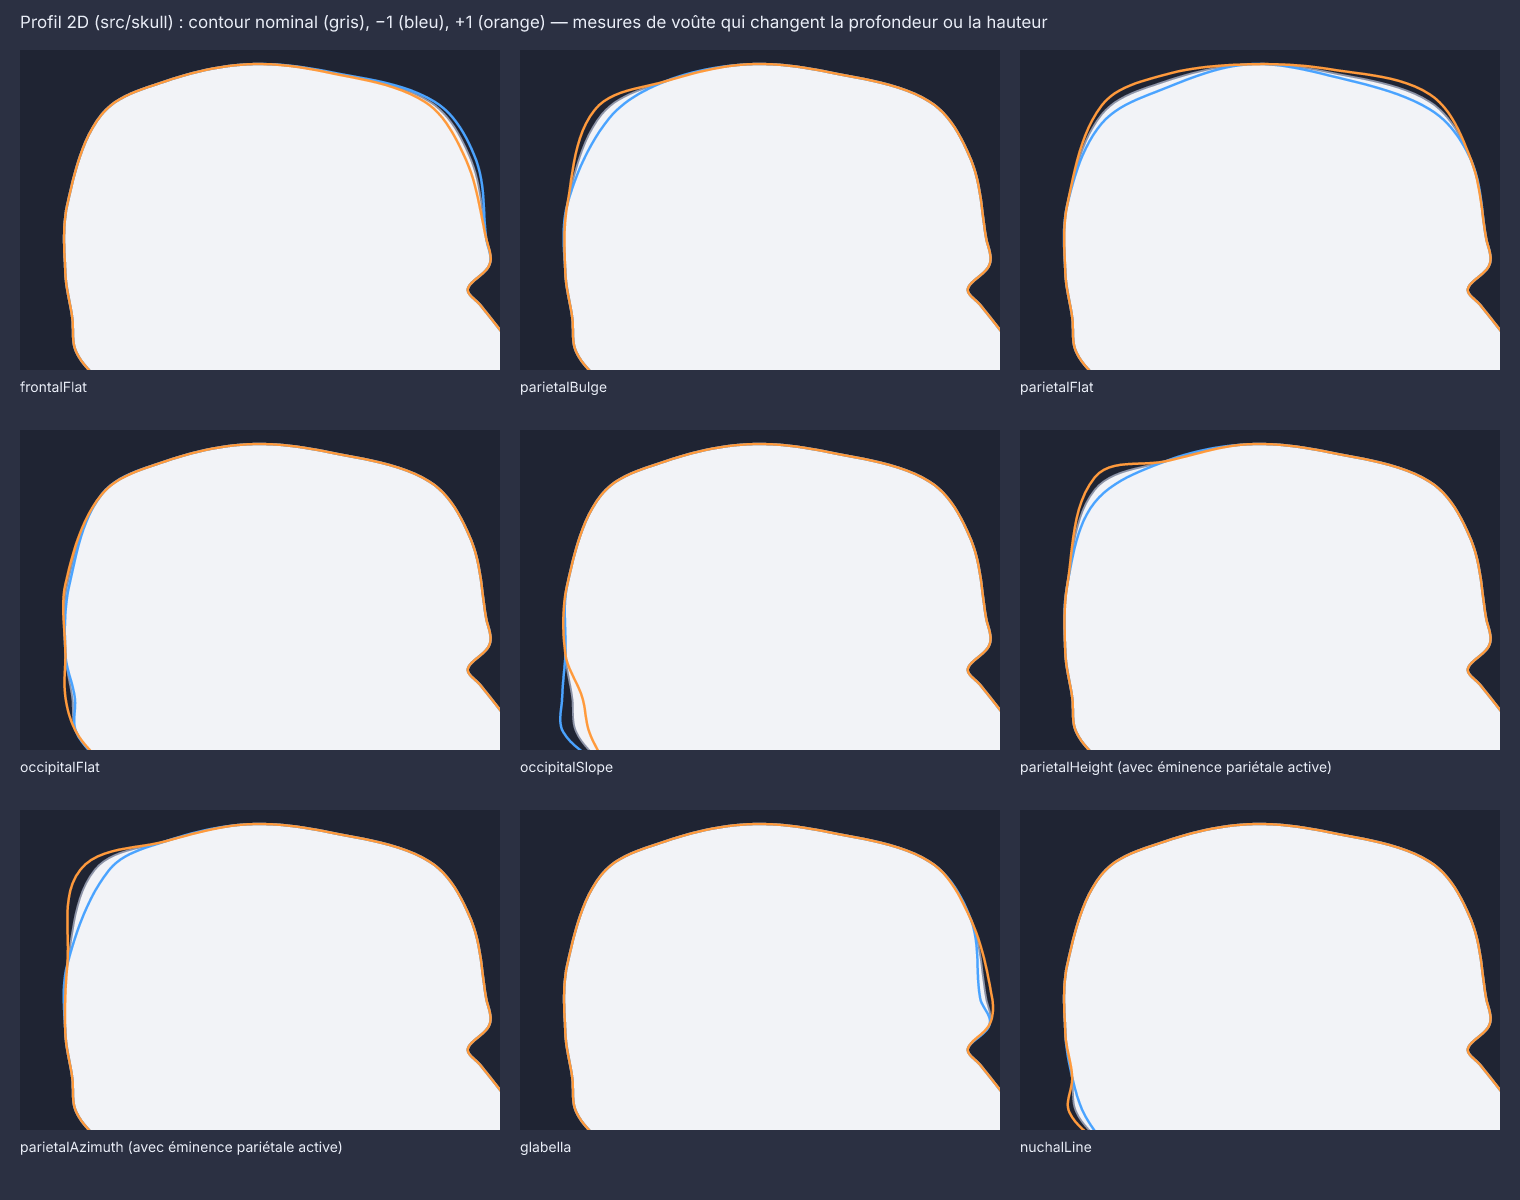 Profil 2D (src/skull) : contour nominal (gris), −1 (bleu), +1 (orange) — mesures de voûte qui changent la profondeur ou la hauteur
frontalFlat
parietalBulge
parietalFlat
occipitalFlat
occipitalSlope
parietalHeight (avec éminence pariétale active)
parietalAzimuth (avec éminence pariétale active)
glabella
nuchalLine